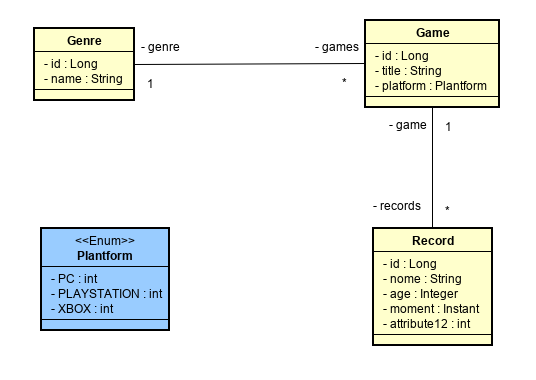 Genre
- id : Long
- name : String
- genre
1
- games
*
Game
- id : Long
- title : String
- platform : Plantform
- game
1
- records
*
<<Enum>>
Plantform
- PC : int
- PLAYSTATION : int
- XBOX : int
Record
- id : Long
- nome : String
- age : Integer
- moment : Instant
- attribute12 : int